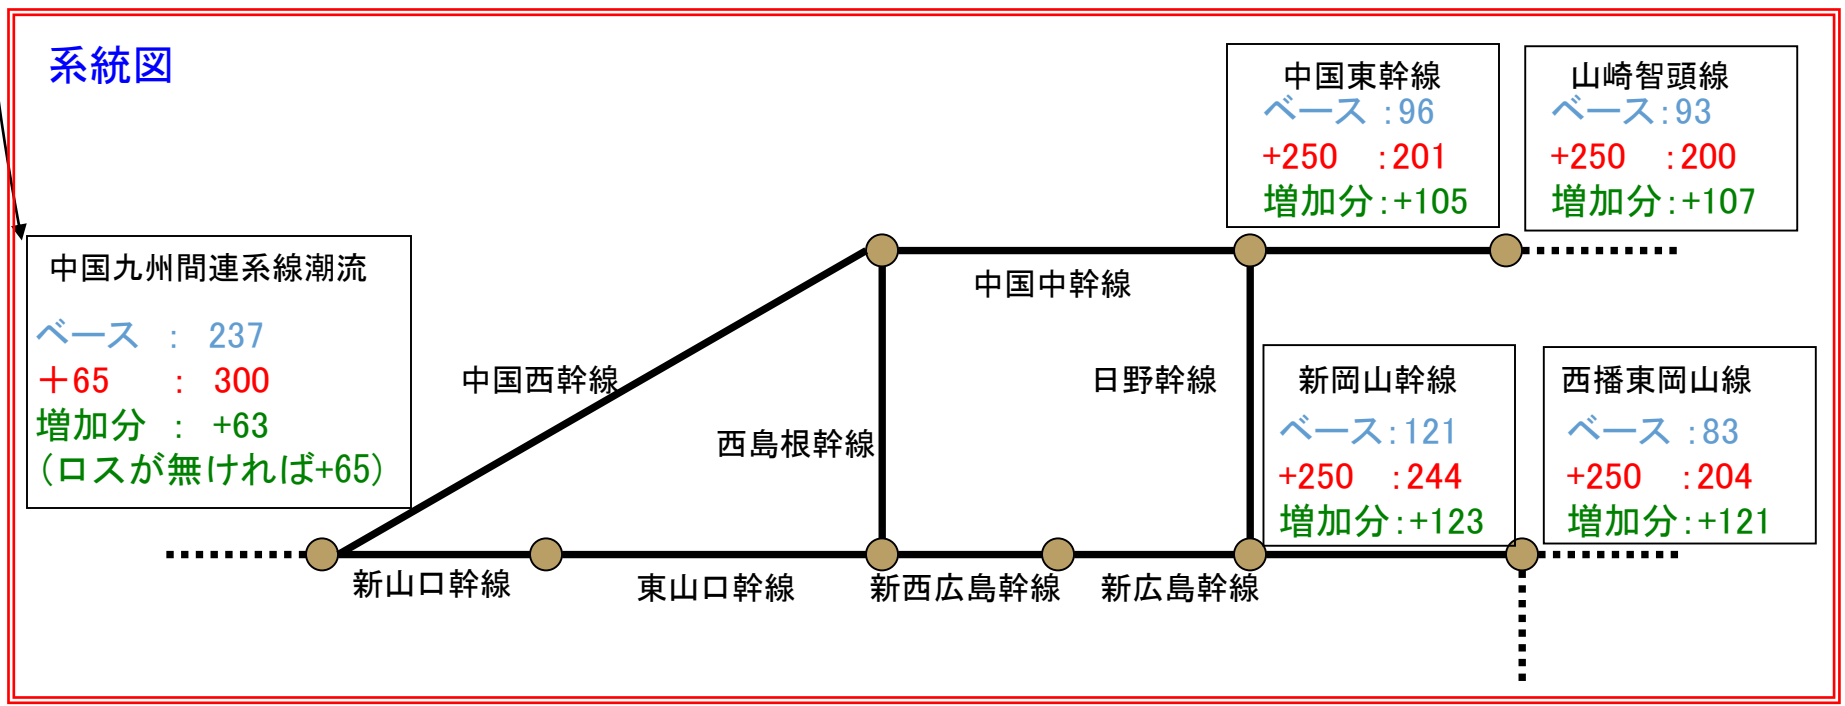 系統図
中国東幹線
ベース :96
+250 :201
増加分:+105
山崎智頭線
ベース:93
+250 :200
増加分:+107
中国九州間連系線潮流
ベース : 237
+65 : 300
増加分 : +63
(ロスが無ければ+65)
中国中幹線
中国西幹線
西島根幹線
日野幹線
新岡山幹線
ベース:121
+250 :244
増加分:+123
西播東岡山線
ベース :83
+250 :204
増加分:+121
新山口幹線
東山口幹線
新西広島幹線
新広島幹線